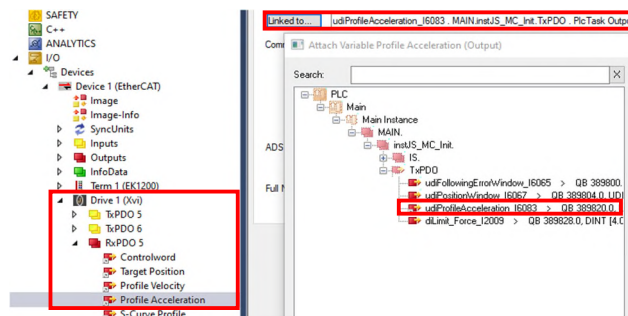 SAFETY
C++
ANALYTICS
I/O
Devices
Device 1 (EtherCAT)
Image
Image-Info
SyncUnits
Inputs
Outputs
InfoData
Term 1 (EK1200)
Drive 1 (Xvi)
TxPDO 5
TxPDO 6
RxPDO 5
Controlword
Target Position
Profile Velocity
Profile Acceleration
S-Curve Profile
Linked to...
udiProfileAcceleration_I6083 . MAIN.instJS_MC_Init.TxPDO . PlcTask Outp
Com
ADS
Full N
Attach Variable Profile Acceleration (Output)
Search:
X
PLC
Main
Main Instance
MAIN.
instJS_MC_Init.
IS.
TxPDO
udiFollowingErrorWindow_I6065 > QB 389800.
udiPositionWindow_I6067 > QB 389804.0, UDI
udiProfileAcceleration_I6083 > QB 389820.0,
diLimit_Force_I2009 > QB 389828.0, DINT [4.0